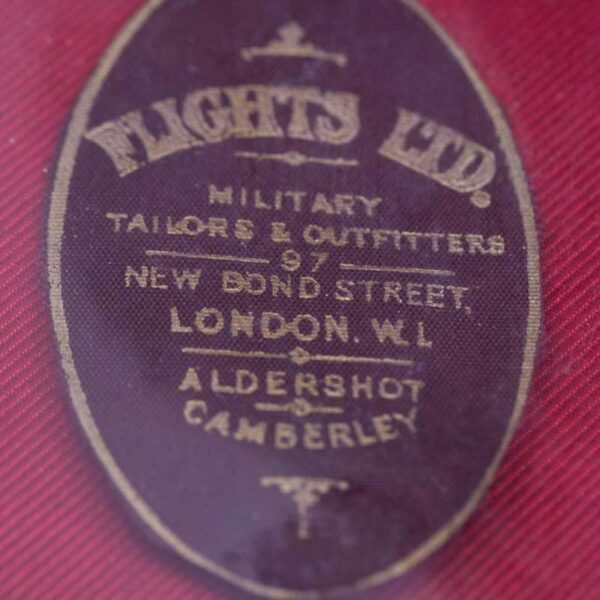 FLIGHTS LTD.
MILITARY
TAILORS & OUTFITTERS
97
NEW BOND STREET,
LONDON. W.1.
ALDERSHOT
CAMBERLEY